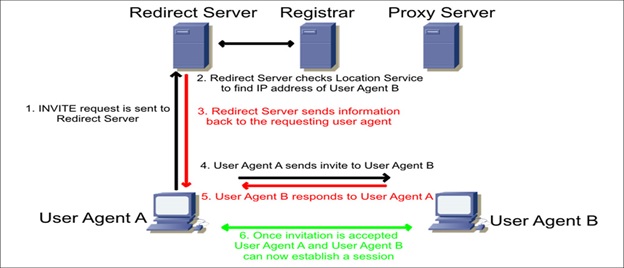 Redirect Server
Registrar
Proxy Server
2. Redirect Server checks Location Service
to find IP address of User Agent B
1. INVITE request is sent to
Redirect Server
3. Redirect Server sends information
back to the requesting user agent
4. User Agent A sends invite to User Agent B
5. User Agent B responds to User Agent A
User Agent A
User Agent B
6. Once invitation is accepted
User Agent A and User Agent B
can now establish a session